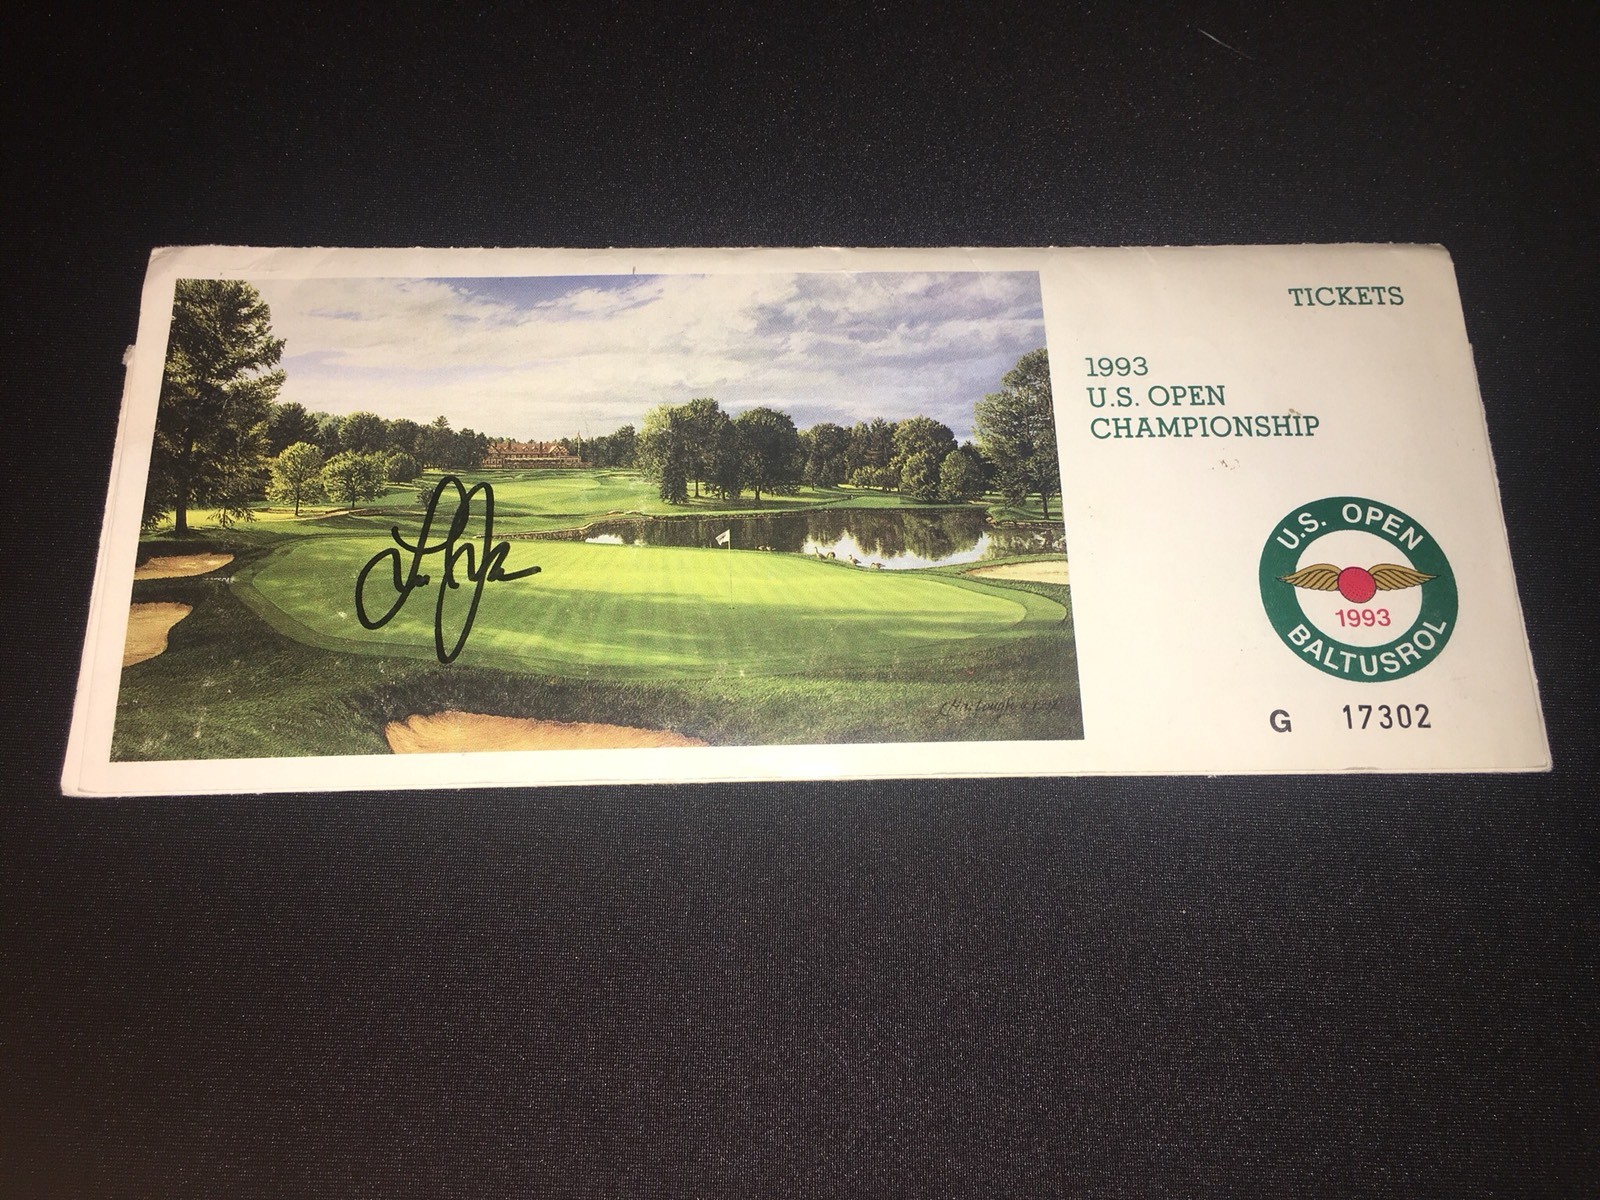 TICKETS
1993
U.S. OPEN
CHAMPIONSHIP
U.S. OPEN
1993
BALTUSROL
G 17302